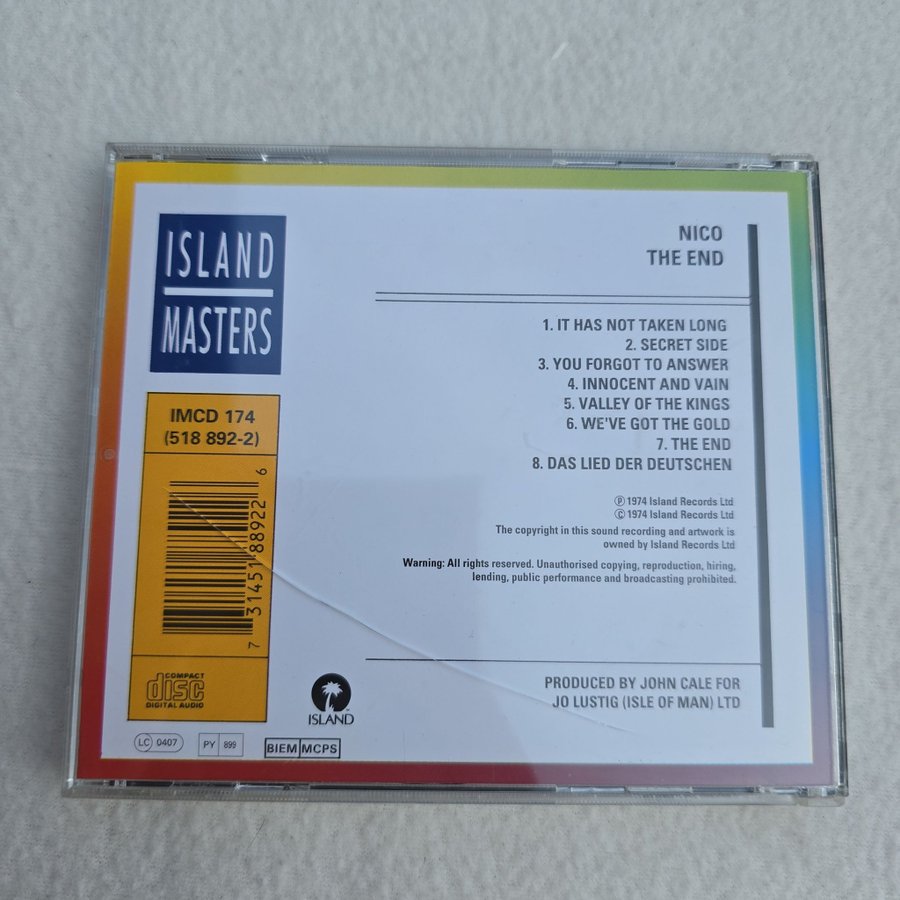 ISLAND
MASTERS
IMCD 174
(518 892-2)
7 31451 88922 6
COMPACT
disc
DIGITAL AUDIO
LC 0407
PY 899
BIEM MCPS
ISLAND
NICO
THE END
1. IT HAS NOT TAKEN LONG
2. SECRET SIDE
3. YOU FORGOT TO ANSWER
4. INNOCENT AND VAIN
5. VALLEY OF THE KINGS
6. WE'VE GOT THE GOLD
7. THE END
8. DAS LIED DER DEUTSCHEN
Ⓟ 1974 Island Records Ltd
© 1974 Island Records Ltd
The copyright in this sound recording and artwork is
owned by Island Records Ltd
Warning: All rights reserved. Unauthorised copying, reproduction, hiring,
lending, public performance and broadcasting prohibited.
PRODUCED BY JOHN CALE FOR
JO LUSTIG (ISLE OF MAN) LTD